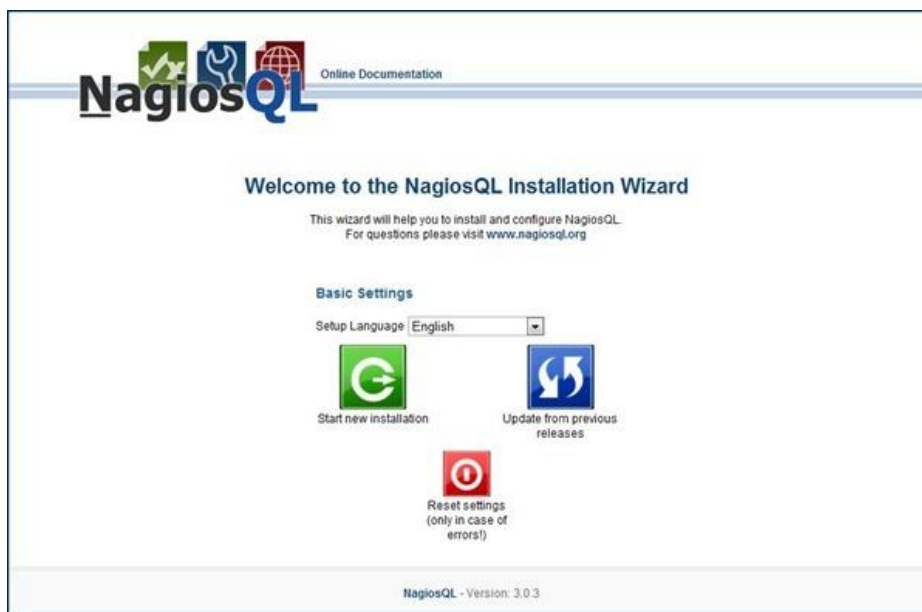 NagiosQL
Online Documentation
Welcome to the NagiosQL Installation Wizard
This wizard will help you to install and configure NagiosQL.
For questions please visit www.nagiosql.org
Basic Settings
Setup Language English
Start new installation
Update from previous
releases
Reset settings
(only in case of
errors!)
NagiosQL - Version: 3.0.3